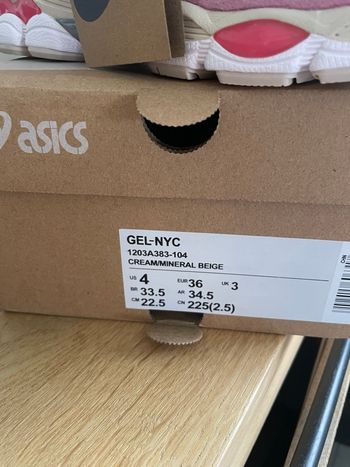 asics
GEL-NYC
1203A383-104
CREAM/MINERAL BEIGE
US 4 EUR 36 UK 3
BR 33.5 AR 34.5
CM 22.5 CN 225(2.5)